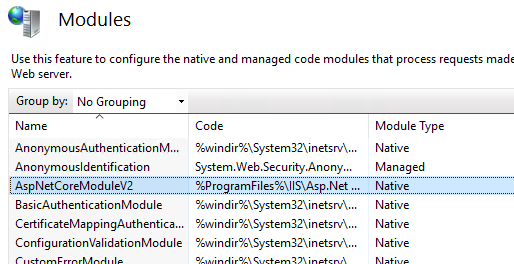 Modules
Use this feature to configure the native and managed code modules that process requests made
Web server.
Group by: No Grouping
Name Code Module Type
AnonymousAuthenticationM... %windir%\System32\inetsrv\... Native
AnonymousIdentification System.Web.Security.Anony... Managed
AspNetCoreModuleV2 %ProgramFiles%\IIS\Asp.Net ... Native
BasicAuthenticationModule %windir%\System32\inetsrv\... Native
CertificateMappingAuthentica... %windir%\System32\inetsrv\... Native
ConfigurationValidationModule %windir%\System32\inetsrv\... Native
CustomErrorModule %windir%\System32\inetsrv\... Native